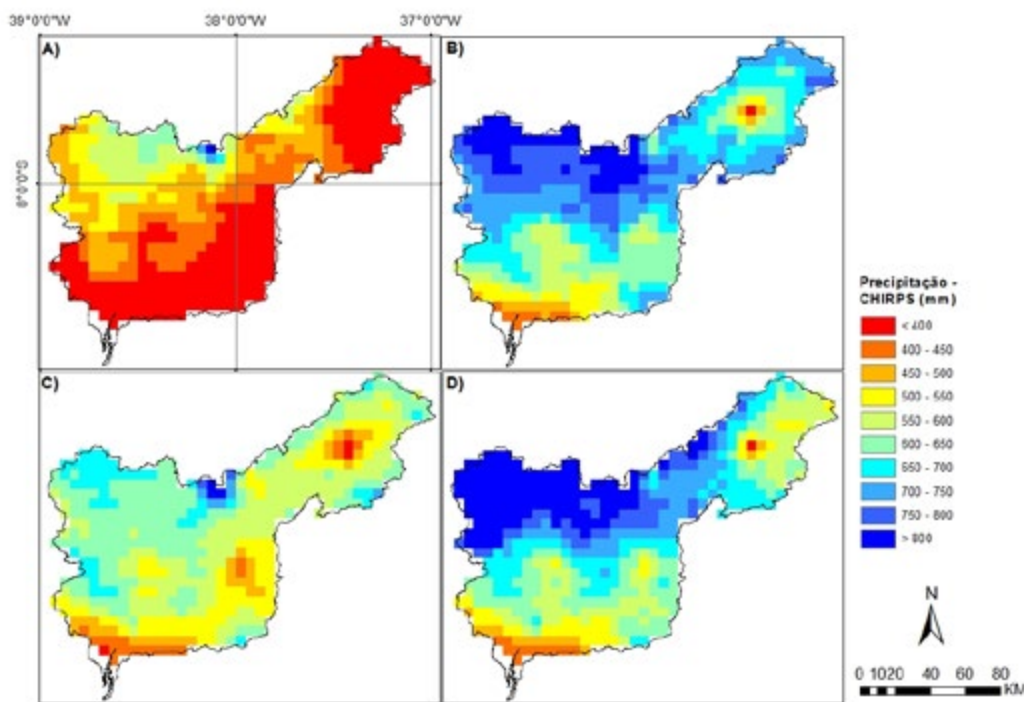 39°0'0"W 38°0'0"W 37°0'0"W
A)
B)
8°0'0"S
C)
D)
Precipitação -
CHIRPS (mm)
< 400
400 - 450
450 - 500
500 - 550
550 - 600
600 - 650
650 - 700
700 - 750
750 - 800
> 800
N
0 10 20 40 60 80
KM